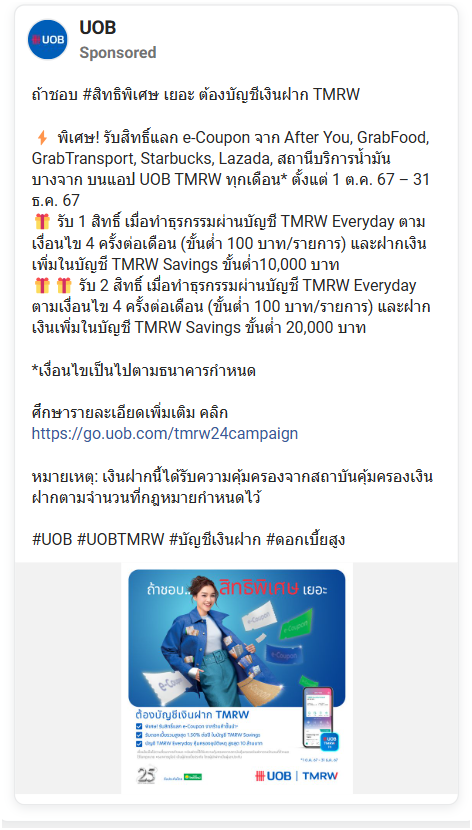 UOB
UOB
Sponsored
ถ้าชอบ #สิทธิพิเศษ เยอะ ต้องบัญชีเงินฝาก TMRW
⚡ พิเศษ! รับสิทธิ์แลก e-Coupon จาก After You, GrabFood,
GrabTransport, Starbucks, Lazada, สถานีบริการน้ำมัน
บางจาก บนแอป UOB TMRW ทุกเดือน* ตั้งแต่ 1 ต.ค. 67 – 31
ธ.ค. 67
🎁 รับ 1 สิทธิ์ เมื่อทำธุรกรรมผ่านบัญชี TMRW Everyday ตาม
เงื่อนไข 4 ครั้งต่อเดือน (ขั้นต่ำ 100 บาท/รายการ) และฝากเงิน
เพิ่มในบัญชี TMRW Savings ขั้นต่ำ10,000 บาท
🎁 🎁 รับ 2 สิทธิ์ เมื่อทำธุรกรรมผ่านบัญชี TMRW Everyday
ตามเงื่อนไข 4 ครั้งต่อเดือน (ขั้นต่ำ 100 บาท/รายการ) และฝาก
เงินเพิ่มในบัญชี TMRW Savings ขั้นต่ำ 20,000 บาท
*เงื่อนไขเป็นไปตามธนาคารกำหนด
ศึกษารายละเอียดเพิ่มเติม คลิก
https://go.uob.com/tmrw24campaign
หมายเหตุ: เงินฝากนี้ได้รับความคุ้มครองจากสถาบันคุ้มครองเงิน
ฝากตามจำนวนที่กฎหมายกำหนดไว้
#UOB #UOBTMRW #บัญชีเงินฝาก #ดอกเบี้ยสูง
ถ้าชอบ...สิทธิพิเศษ เยอะ
e-Coupon
e-Coupon
e-Coupon
ต้องบัญชีเงินฝาก TMRW
UOB
TMRW
25
UOB | TMRW